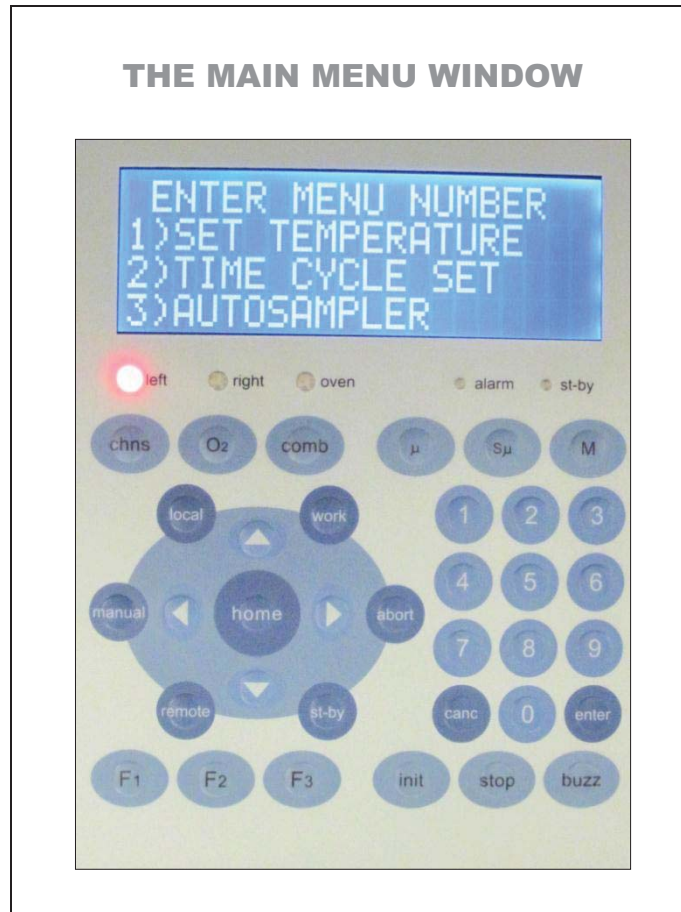 THE MAIN MENU WINDOW
ENTER MENU NUMBER
1)SET TEMPERATURE
2)TIME CYCLE SET
3)AUTOSAMPLER
left right oven alarm st-by
chns O2 comb µ Sµ M
local work 1 2 3
manual home abort 4 5 6
7 8 9
remote st-by canc 0 enter
F1 F2 F3 init stop buzz